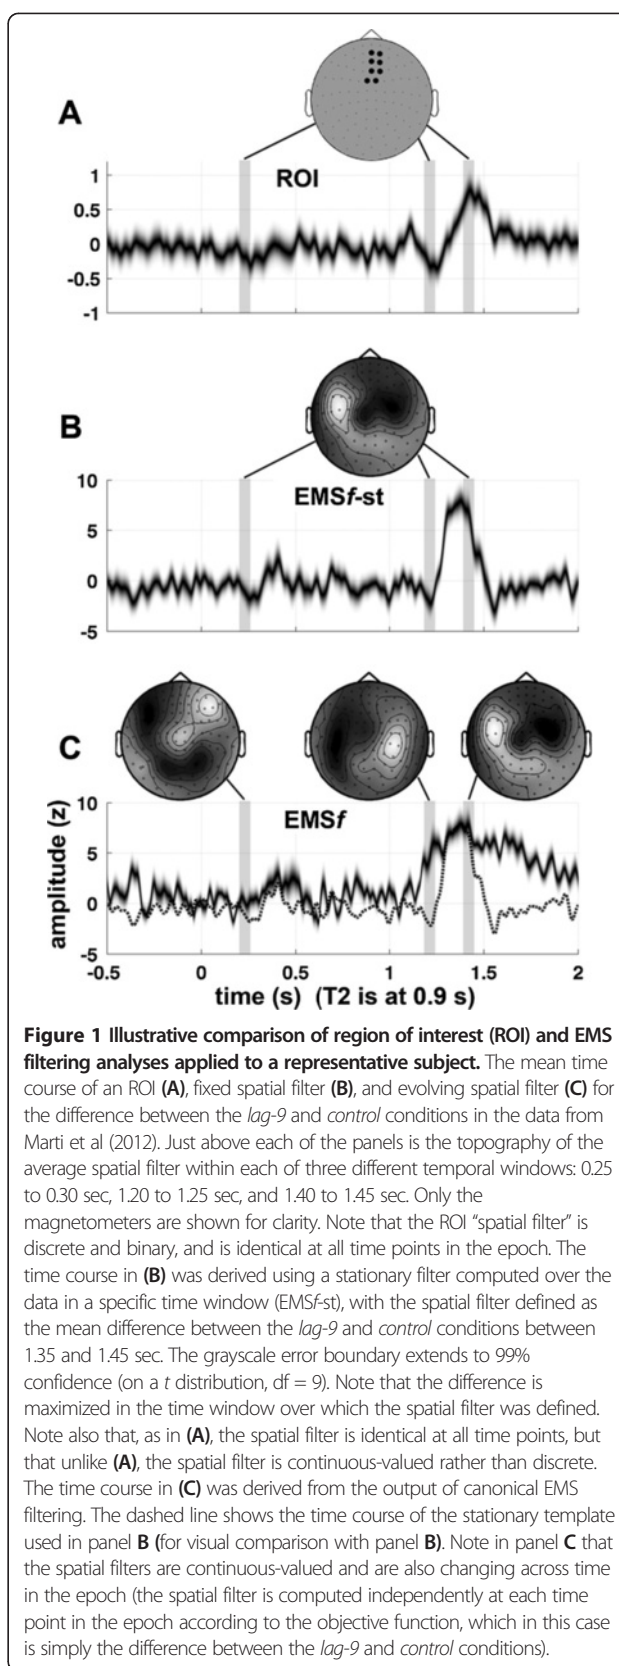 A
ROI
1
0.5
0
-0.5
-1
B
EMSf-st
10
5
0
-5
C
EMSf
amplitude (z)
10
5
0
-5
-0.5 0 0.5 1 1.5 2
time (s) (T2 is at 0.9 s)
Figure 1 Illustrative comparison of region of interest (ROI) and EMS
filtering analyses applied to a representative subject. The mean time
course of an ROI (A), fixed spatial filter (B), and evolving spatial filter (C) for
the difference between the lag-9 and control conditions in the data from
Marti et al (2012). Just above each of the panels is the topography of the
average spatial filter within each of three different temporal windows: 0.25
to 0.30 sec, 1.20 to 1.25 sec, and 1.40 to 1.45 sec. Only the
magnetometers are shown for clarity. Note that the ROI “spatial filter” is
discrete and binary, and is identical at all time points in the epoch. The
time course in (B) was derived using a stationary filter computed over the
data in a specific time window (EMSf-st), with the spatial filter defined as
the mean difference between the lag-9 and control conditions between
1.35 and 1.45 sec. The grayscale error boundary extends to 99%
confidence (on a t distribution, df = 9). Note that the difference is
maximized in the time window over which the spatial filter was defined.
Note also that, as in (A), the spatial filter is identical at all time points, but
that unlike (A), the spatial filter is continuous-valued rather than discrete.
The time course in (C) was derived from the output of canonical EMS
filtering. The dashed line shows the time course of the stationary template
used in panel B (for visual comparison with panel B). Note in panel C that
the spatial filters are continuous-valued and are also changing across time
in the epoch (the spatial filter is computed independently at each time
point in the epoch according to the objective function, which in this case
is simply the difference between the lag-9 and control conditions).